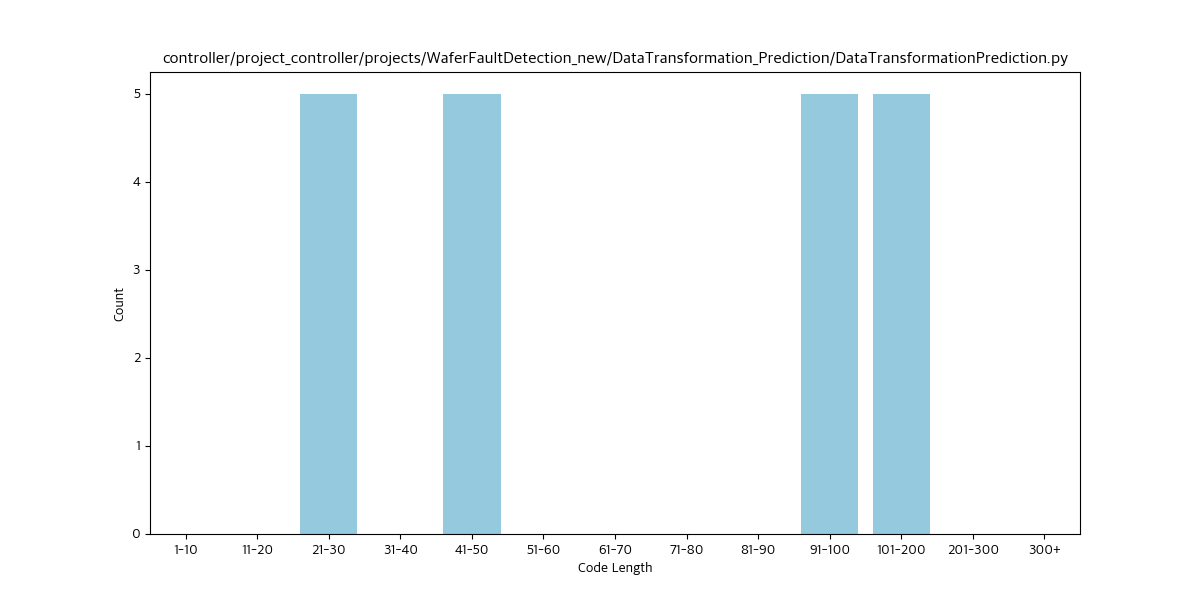 controller/project_controller/projects/WaferFaultDetection_new/DataTransformation_Prediction/DataTransformationPrediction.py
Count
5
4
3
2
1
0
1-10 11-20 21-30 31-40 41-50 51-60 61-70 71-80 81-90 91-100 101-200 201-300 300+
Code Length